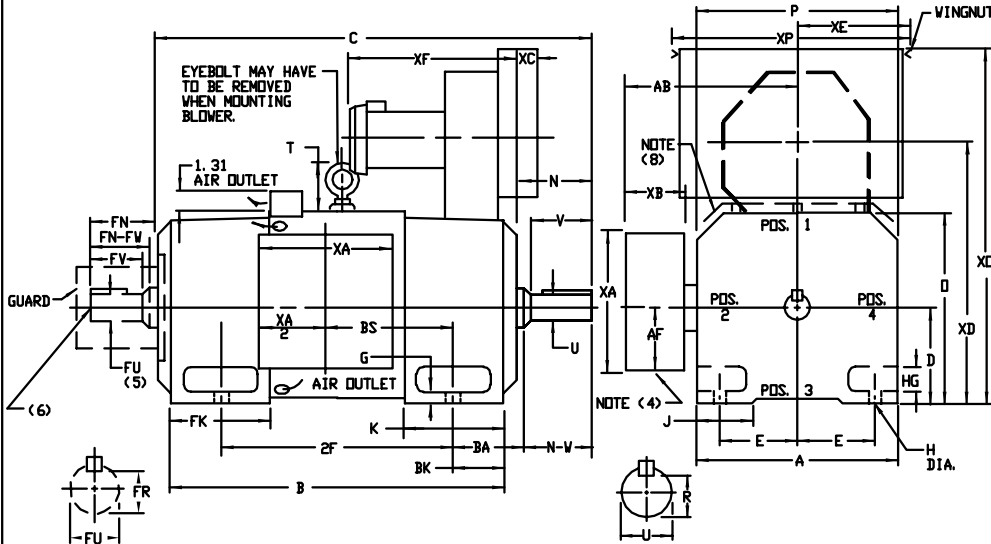 P
XE
WINGNUT
C
XP
XF
XC
EYEBOLT MAY HAVE
TO BE REMOVED
WHEN MOUNTING
BLOWER.
AB
NOTE
(8)
T
1.31
AIR OUTLET
N
XB
FN
V
POS. 1
FN-FW
XA
FV
XO
GUARD
XA
O
POS.
2
POS.
4
XD
XA
2
BS
AF
G
U
D
FU
(5)
AIR OUTLET
HG
(6)
NOTE (4)
POS. 3
J
FK
K
E
E
H
DIA.
2F
BA
N-W
A
BK
B
FR
R
FU
U